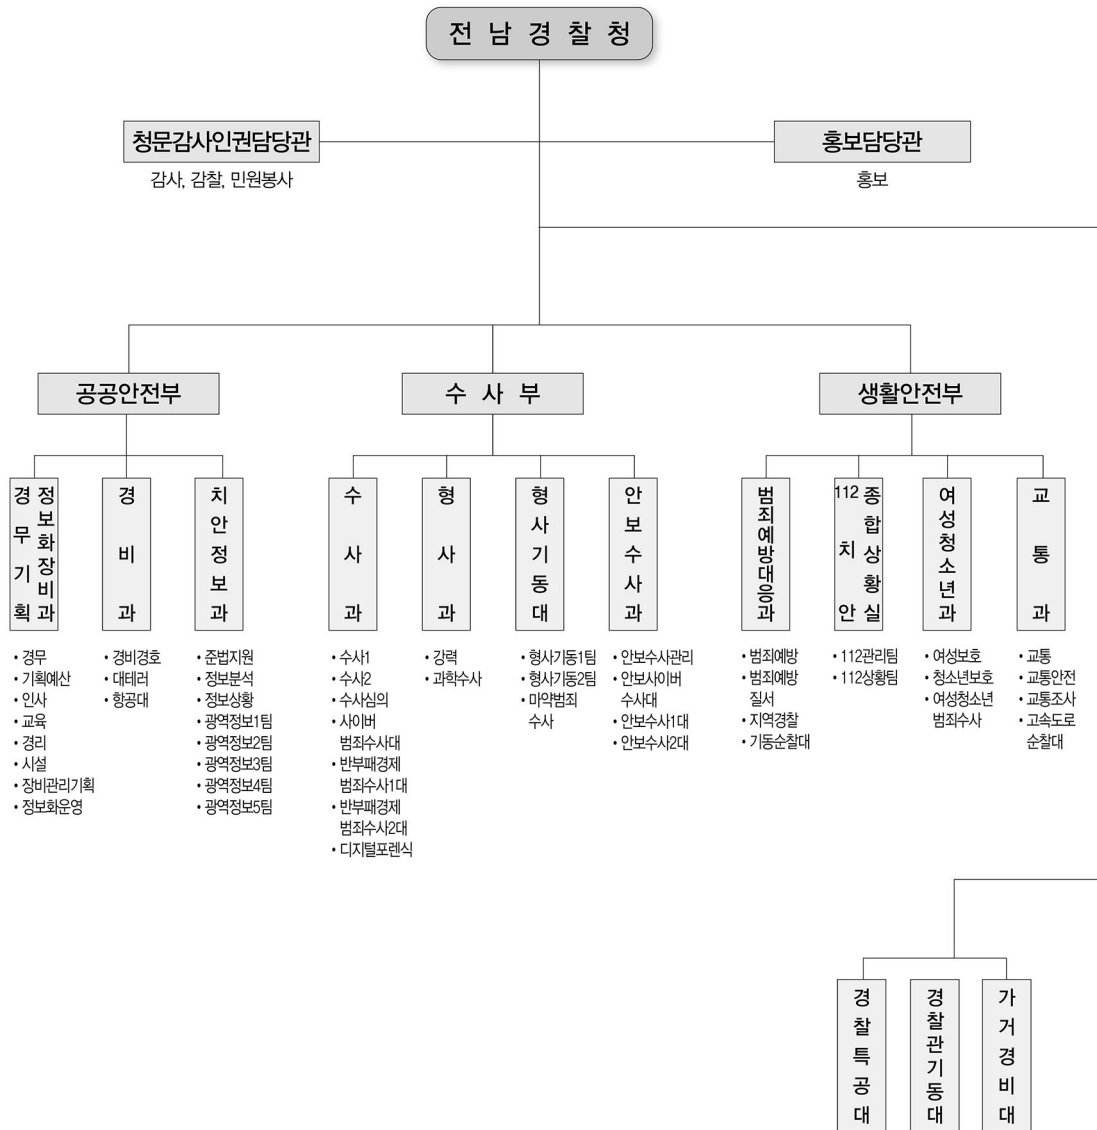 전남경찰청
청문감사인권담당관
감사, 감찰, 민원봉사
홍보담당관
홍보
공공안전부
수사부
생활안전부
경무기획
정보화장비과
경비과
치안정보과
수사과
형사과
형사기동대
안보수사과
범죄예방대응과
112치안
종합상황실
여성청소년과
교통과
• 경무
• 기획예산
• 인사
• 교육
• 경리
• 시설
• 장비관리기획
• 정보화운영
• 경비경호
• 대테러
• 항공대
• 준법지원
• 정보분석
• 정보상황
• 광역정보1팀
• 광역정보2팀
• 광역정보3팀
• 광역정보4팀
• 광역정보5팀
• 수사1
• 수사2
• 수사심의
• 사이버
범죄수사대
• 반부패경제
범죄수사1대
• 반부패경제
범죄수사2대
• 디지털포렌식
• 강력
• 과학수사
• 형사기동1팀
• 형사기동2팀
• 마약범죄
수사
• 안보수사관리
• 안보사이버
수사대
• 안보수사1대
• 안보수사2대
• 범죄예방
• 범죄예방
질서
• 지역경찰
• 기동순찰대
• 112관리팀
• 112상황팀
• 여성보호
• 청소년보호
• 여성청소년
범죄수사
• 교통
• 교통안전
• 교통조사
• 고속도로
순찰대
경찰특공대
경찰관기동대
가거경비대